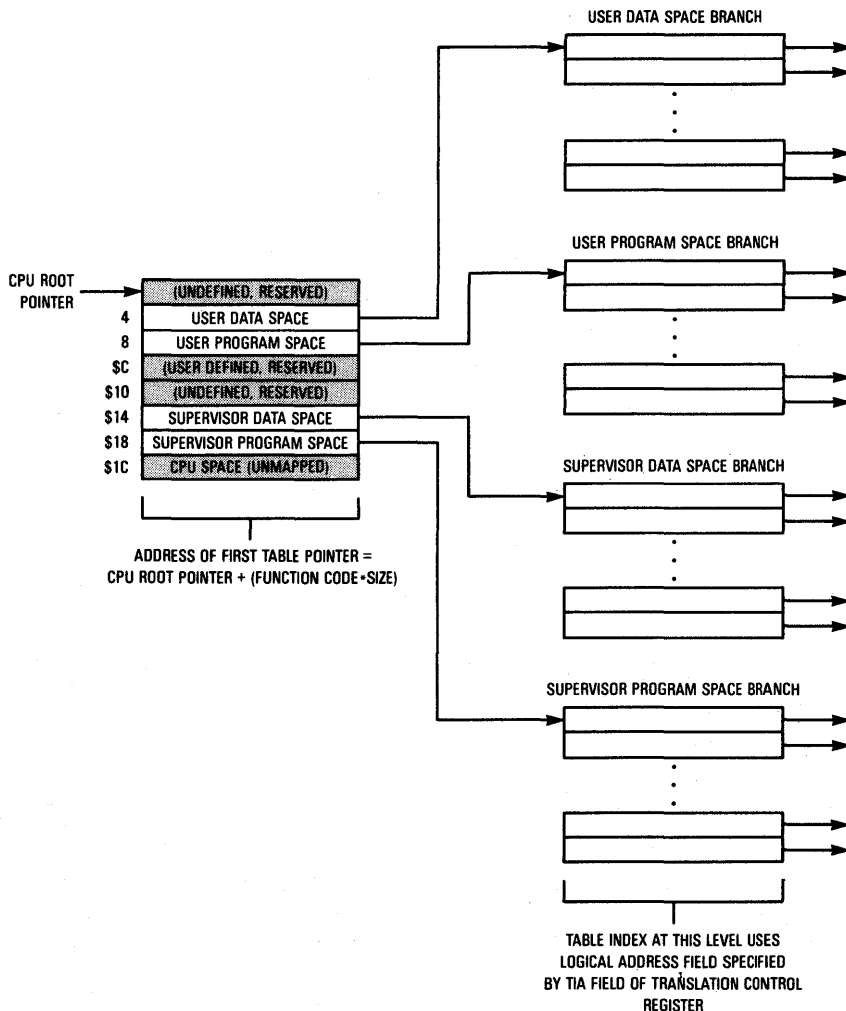 USER DATA SPACE BRANCH
USER PROGRAM SPACE BRANCH
CPU ROOT
POINTER
(UNDEFINED, RESERVED)
4 USER DATA SPACE
8 USER PROGRAM SPACE
$C (USER DEFINED, RESERVED)
$10 (UNDEFINED, RESERVED)
$14 SUPERVISOR DATA SPACE
$18 SUPERVISOR PROGRAM SPACE
$1C CPU SPACE (UNMAPPED)
ADDRESS OF FIRST TABLE POINTER =
CPU ROOT POINTER + (FUNCTION CODE•SIZE)
SUPERVISOR DATA SPACE BRANCH
SUPERVISOR PROGRAM SPACE BRANCH
TABLE INDEX AT THIS LEVEL USES
LOGICAL ADDRESS FIELD SPECIFIED
BY TIA FIELD OF TRANSLATION CONTROL
REGISTER